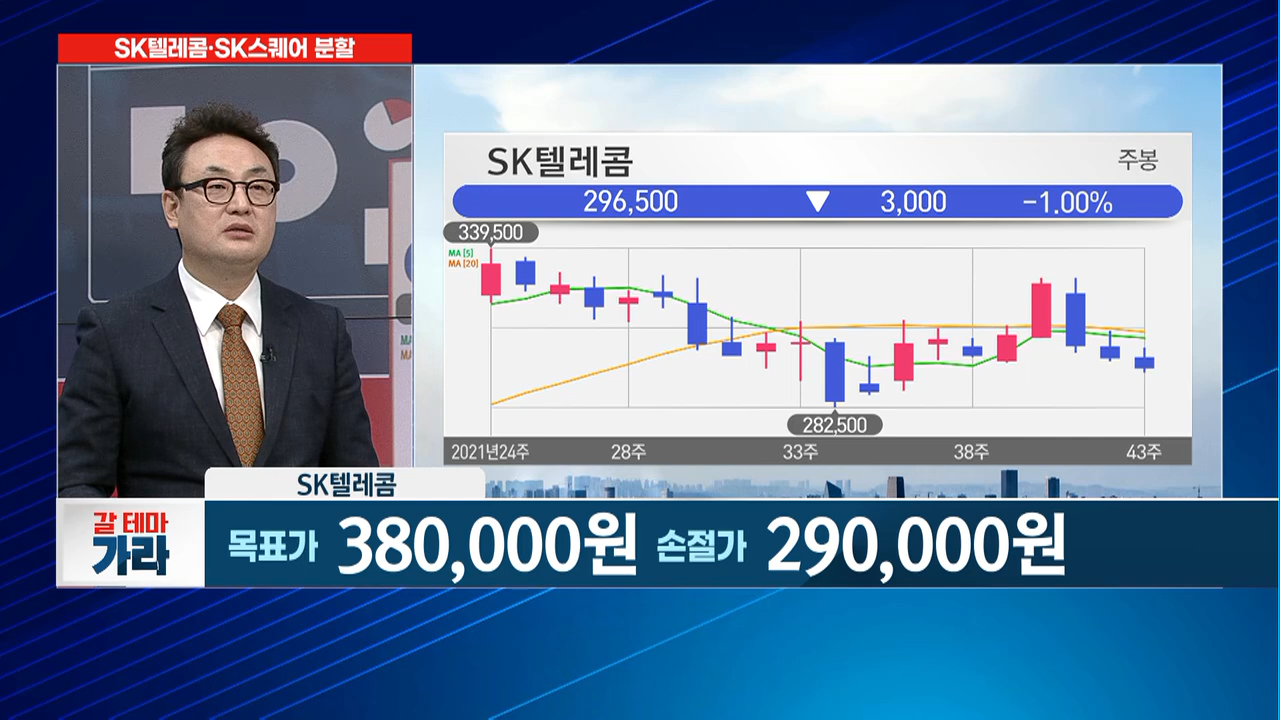 SK텔레콤·SK스퀘어 분할
SK텔레콤
주봉
296,500 ▼ 3,000 -1.00%
339,500
MA [5]
MA [20]
282,500
2021년24주 28주 33주 38주 43주
MA
MA
SK텔레콤
갈 테마
가라
목표가 380,000원 손절가 290,000원